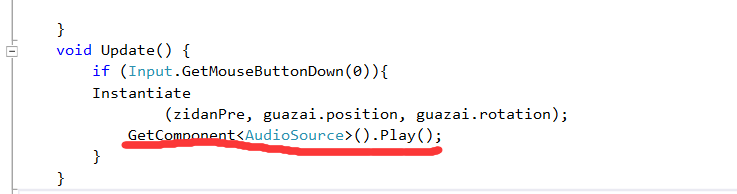 }
void Update() {
if (Input.GetMouseButtonDown(0)){
Instantiate
(zidanPre, guazai.position, guazai.rotation);
GetComponent<AudioSource>().Play();
}
}